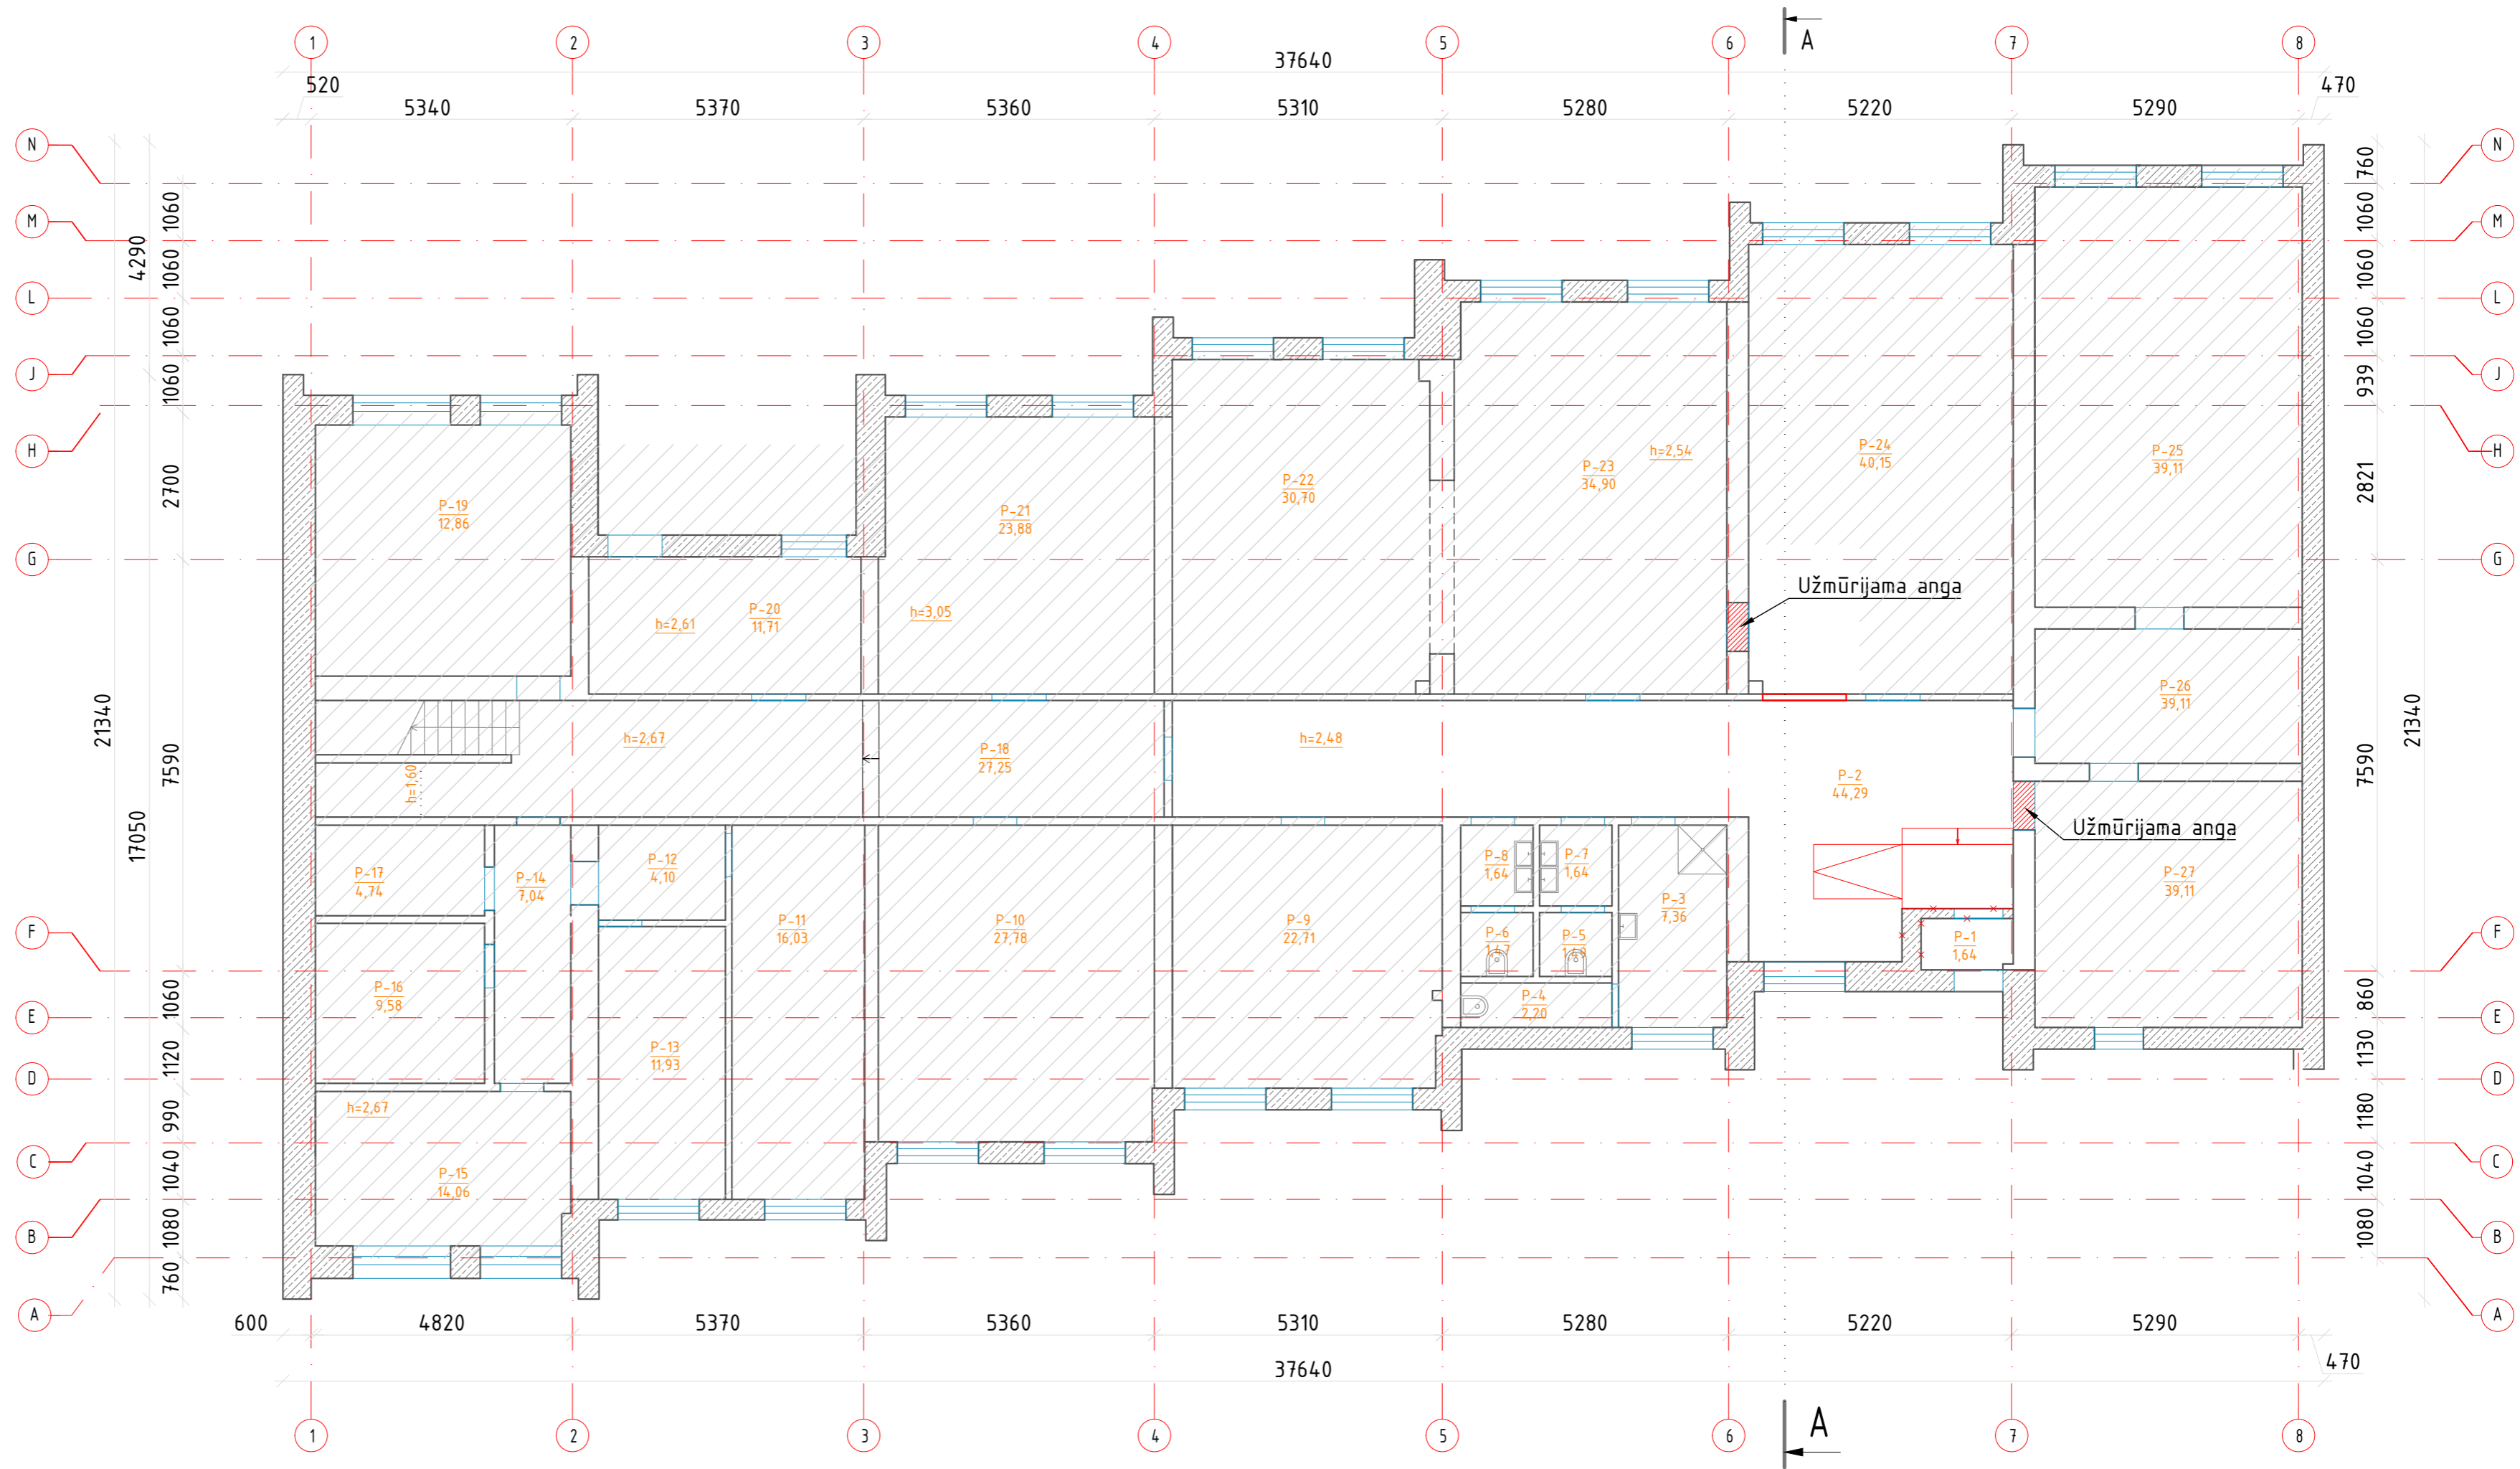 1 2 3 4 5 6 7 8
A
37640
520 470
5340 5370 5360 5310 5280 5220 5290
N N
M M
L L
J J
H H
G G
F F
E E
D D
C C
B B
A A
21340
4290
17050
1060
1060
1060
1060
2700
7590
1060
1120
990
1040
1080
760
760
1060
1060
1060
939
2821
7590
860
1130
1180
1040
1080
21340
P-19
12,86
h=2,61
P-20
11,71
P-21
23,88
h=3,05
P-22
30,70
P-23
34,90
h=2,54
P-24
40,15
P-25
39,11
Užmūrijama anga
P-26
39,11
h=2,67
h=1,60
P-18
27,25
h=2,48
P-2
44,29
Užmūrijama anga
P-17
4,74
P-14
7,04
P-12
4,10
P-11
16,03
P-10
27,78
P-9
22,71
P-8
1,64
P-7
1,64
P-3
7,36
P-6
1,47
P-5
1,49
P-4
2,20
P-1
1,64
P-27
39,11
P-16
9,58
P-13
11,93
h=2,67
P-15
14,06
600 4820 5370 5360 5310 5280 5220 5290
37640
470
A
1 2 3 4 5 6 7 8